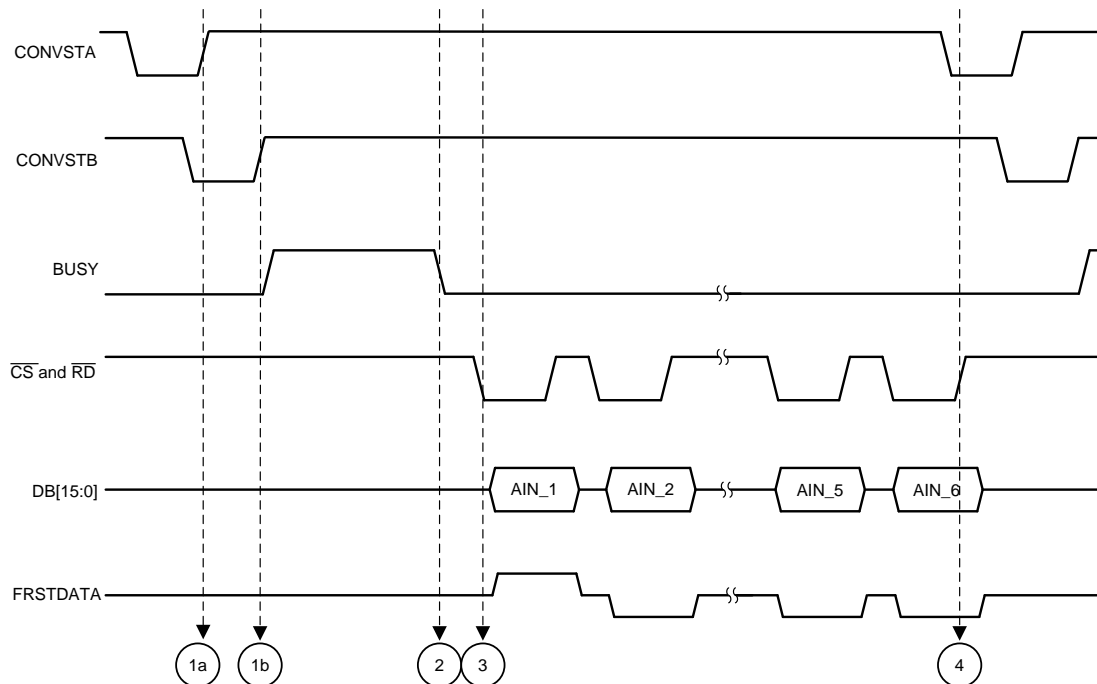 CONVSTA
CONVSTB
BUSY
CS and RD
DB[15:0]
AIN_1
AIN_2
AIN_5
AIN_6
FRSTDATA
1a
1b
2
3
4